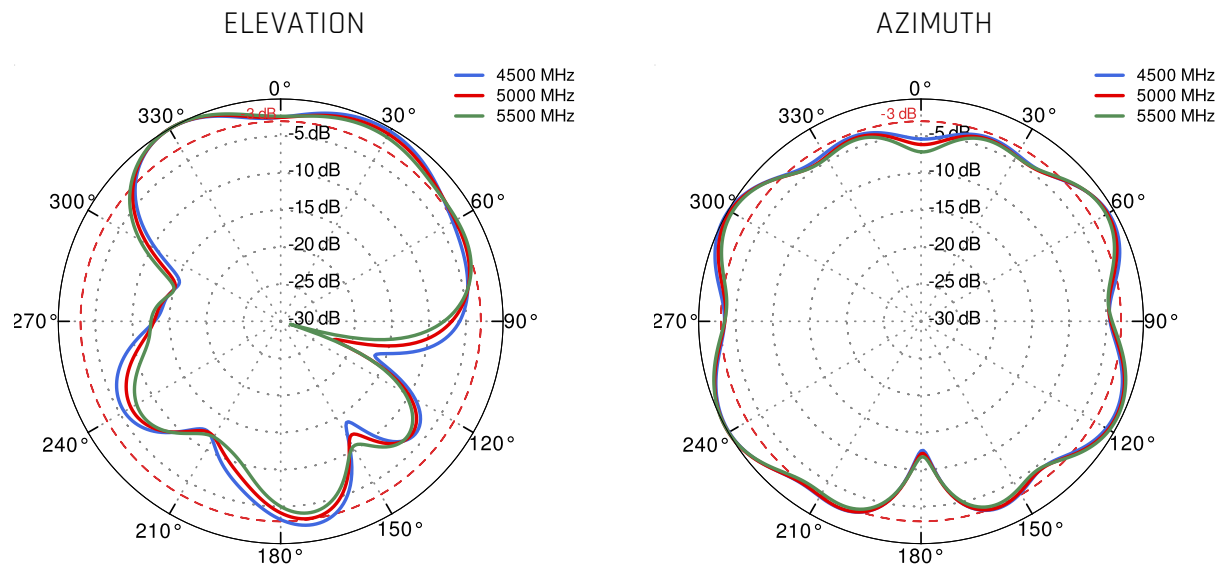 ELEVATION
4500 MHz
5000 MHz
5500 MHz
0°
330°
-3 dB
30°
-5 dB
-10 dB
300°
60°
-15 dB
-20 dB
-25 dB
270°
-30 dB
90°
240°
120°
210°
150°
180°
AZIMUTH
4500 MHz
5000 MHz
5500 MHz
0°
330°
-3 dB
30°
-5 dB
-10 dB
300°
60°
-15 dB
-20 dB
-25 dB
270°
-30 dB
90°
240°
120°
210°
150°
180°